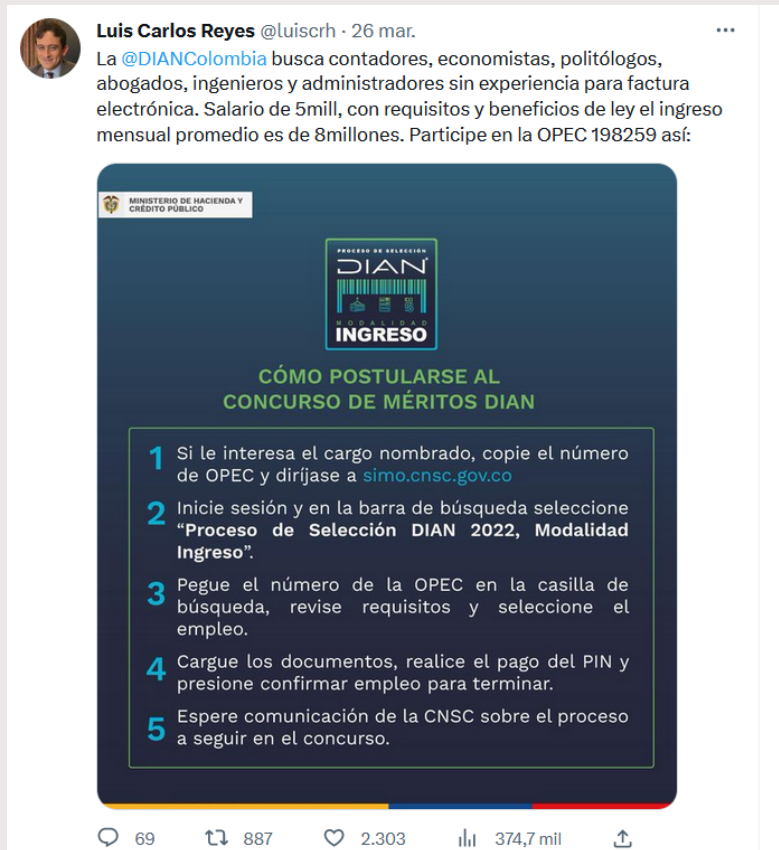 Luis Carlos Reyes @luiscrh · 26 mar.
La @DIANColombia busca contadores, economistas, politólogos,
abogados, ingenieros y administradores sin experiencia para factura
electrónica. Salario de 5mill, con requisitos y beneficios de ley el ingreso
mensual promedio es de 8millones. Participe en la OPEC 198259 así:
MINISTERIO DE HACIENDA Y
CRÉDITO PÚBLICO
PROCESO DE SELECCIÓN
DIAN
MODALIDAD
INGRESO
CÓMO POSTULARSE AL
CONCURSO DE MÉRITOS DIAN
1 Si le interesa el cargo nombrado, copie el número
de OPEC y diríjase a simo.cnsc.gov.co
2 Inicie sesión y en la barra de búsqueda seleccione
“Proceso de Selección DIAN 2022, Modalidad
Ingreso”.
3 Pegue el número de la OPEC en la casilla de
búsqueda, revise requisitos y seleccione el
empleo.
4 Cargue los documentos, realice el pago del PIN y
presione confirmar empleo para terminar.
5 Espere comunicación de la CNSC sobre el proceso
a seguir en el concurso.
69 887 2.303 374,7 mil